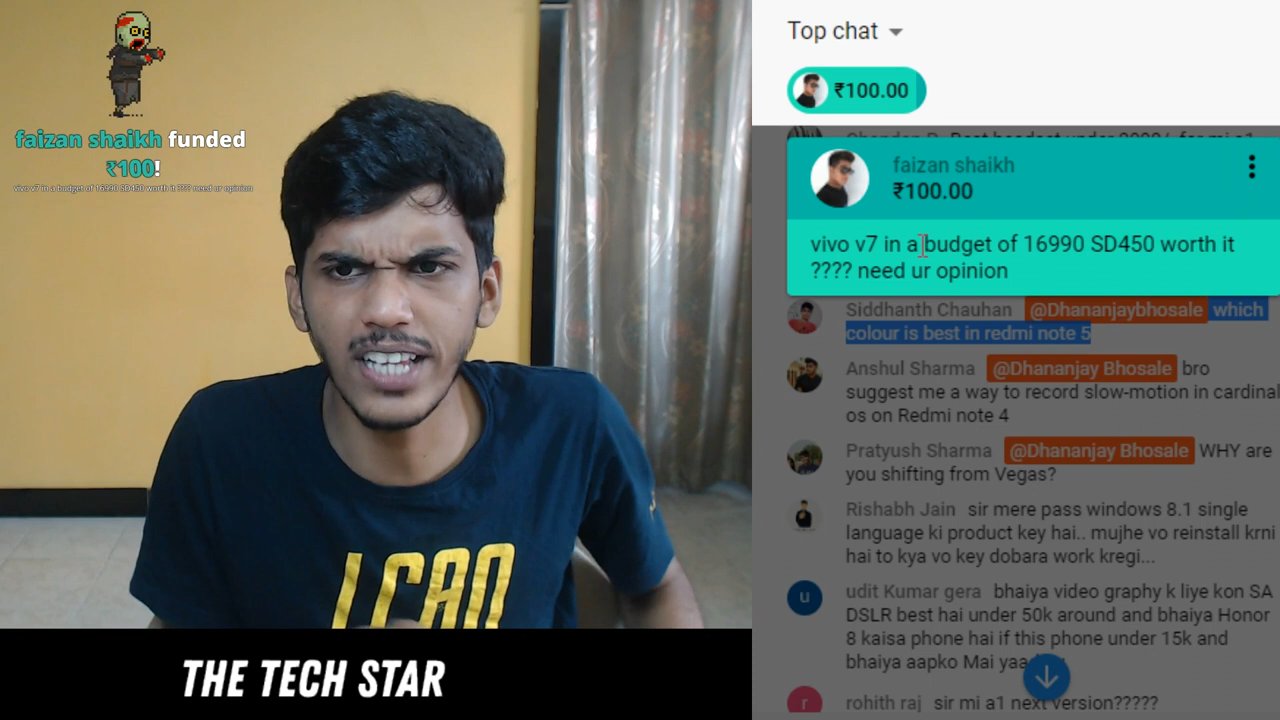 faizan shaikh funded
₹100!
vivo v7 in a budget of 16990 SD450 worth it ???? need ur opinion
THE TECH STAR
Top chat
₹100.00
faizan shaikh
₹100.00
vivo v7 in a budget of 16990 SD450 worth it
???? need ur opinion
Siddhanth Chauhan @Dhananjaybhosale which
colour is best in redmi note 5
Anshul Sharma @Dhananjay Bhosale bro
suggest me a way to record slow-motion in cardinal
os on Redmi note 4
Pratyush Sharma @Dhananjay Bhosale WHY are
you shifting from Vegas?
Rishabh Jain sir mere pass windows 8.1 single
language ki product key hai.. mujhe vo reinstall krni
hai to kya vo key dobara work kregi...
u
udit Kumar gera bhaiya video graphy k liye kon SA
DSLR best hai under 50k around and bhaiya Honor
8 kaisa phone hai if this phone under 15k and
bhaiya aapko Mai
r
rohith raj sir mi a1 next version?????